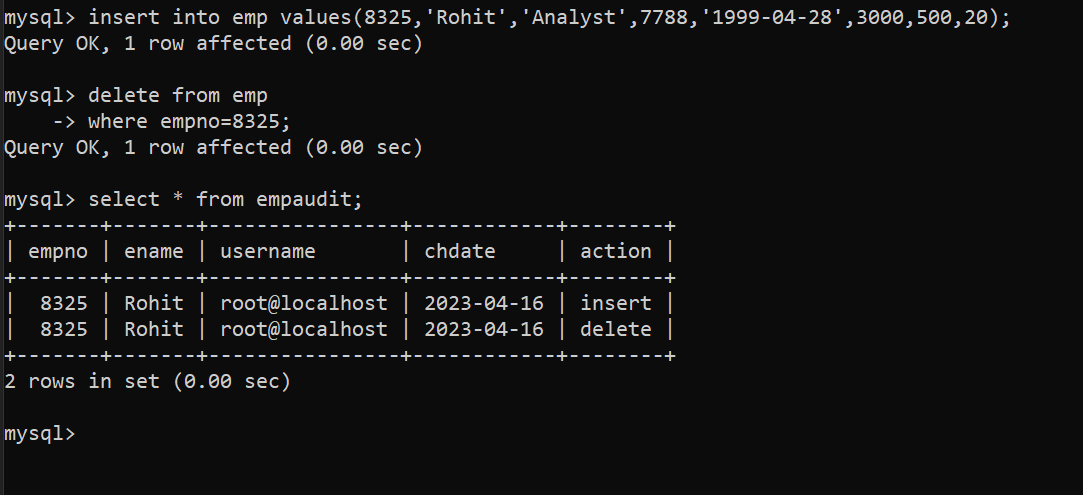 mysql> insert into emp values(8325,'Rohit','Analyst',7788,'1999-04-28',3000,500,20);
Query OK, 1 row affected (0.00 sec)
mysql> delete from emp
    -> where empno=8325;
Query OK, 1 row affected (0.00 sec)
mysql> select * from empaudit;
+-------+-------+----------------+------------+--------+
| empno | ename | username       | chdate     | action |
+-------+-------+----------------+------------+--------+
|  8325 | Rohit | root@localhost | 2023-04-16 | insert |
|  8325 | Rohit | root@localhost | 2023-04-16 | delete |
+-------+-------+----------------+------------+--------+
2 rows in set (0.00 sec)
mysql>